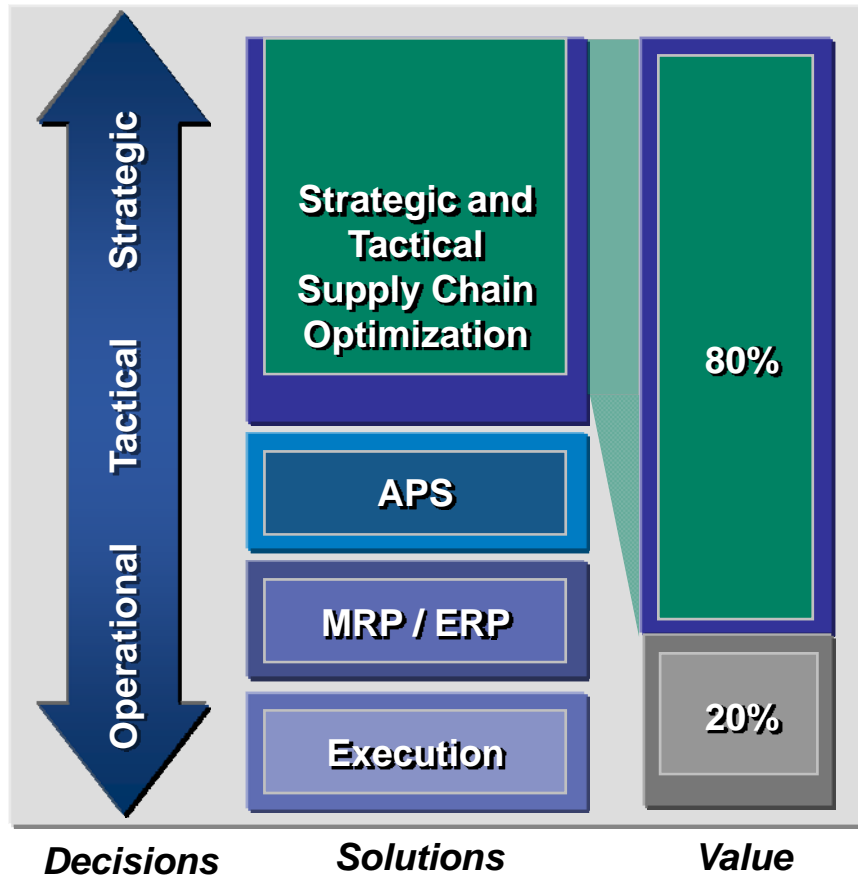 Strategic
Tactical
Operational
Strategic and
Tactical
Supply Chain
Optimization
APS
MRP / ERP
Execution
80%
20%
Decisions
Solutions
Value